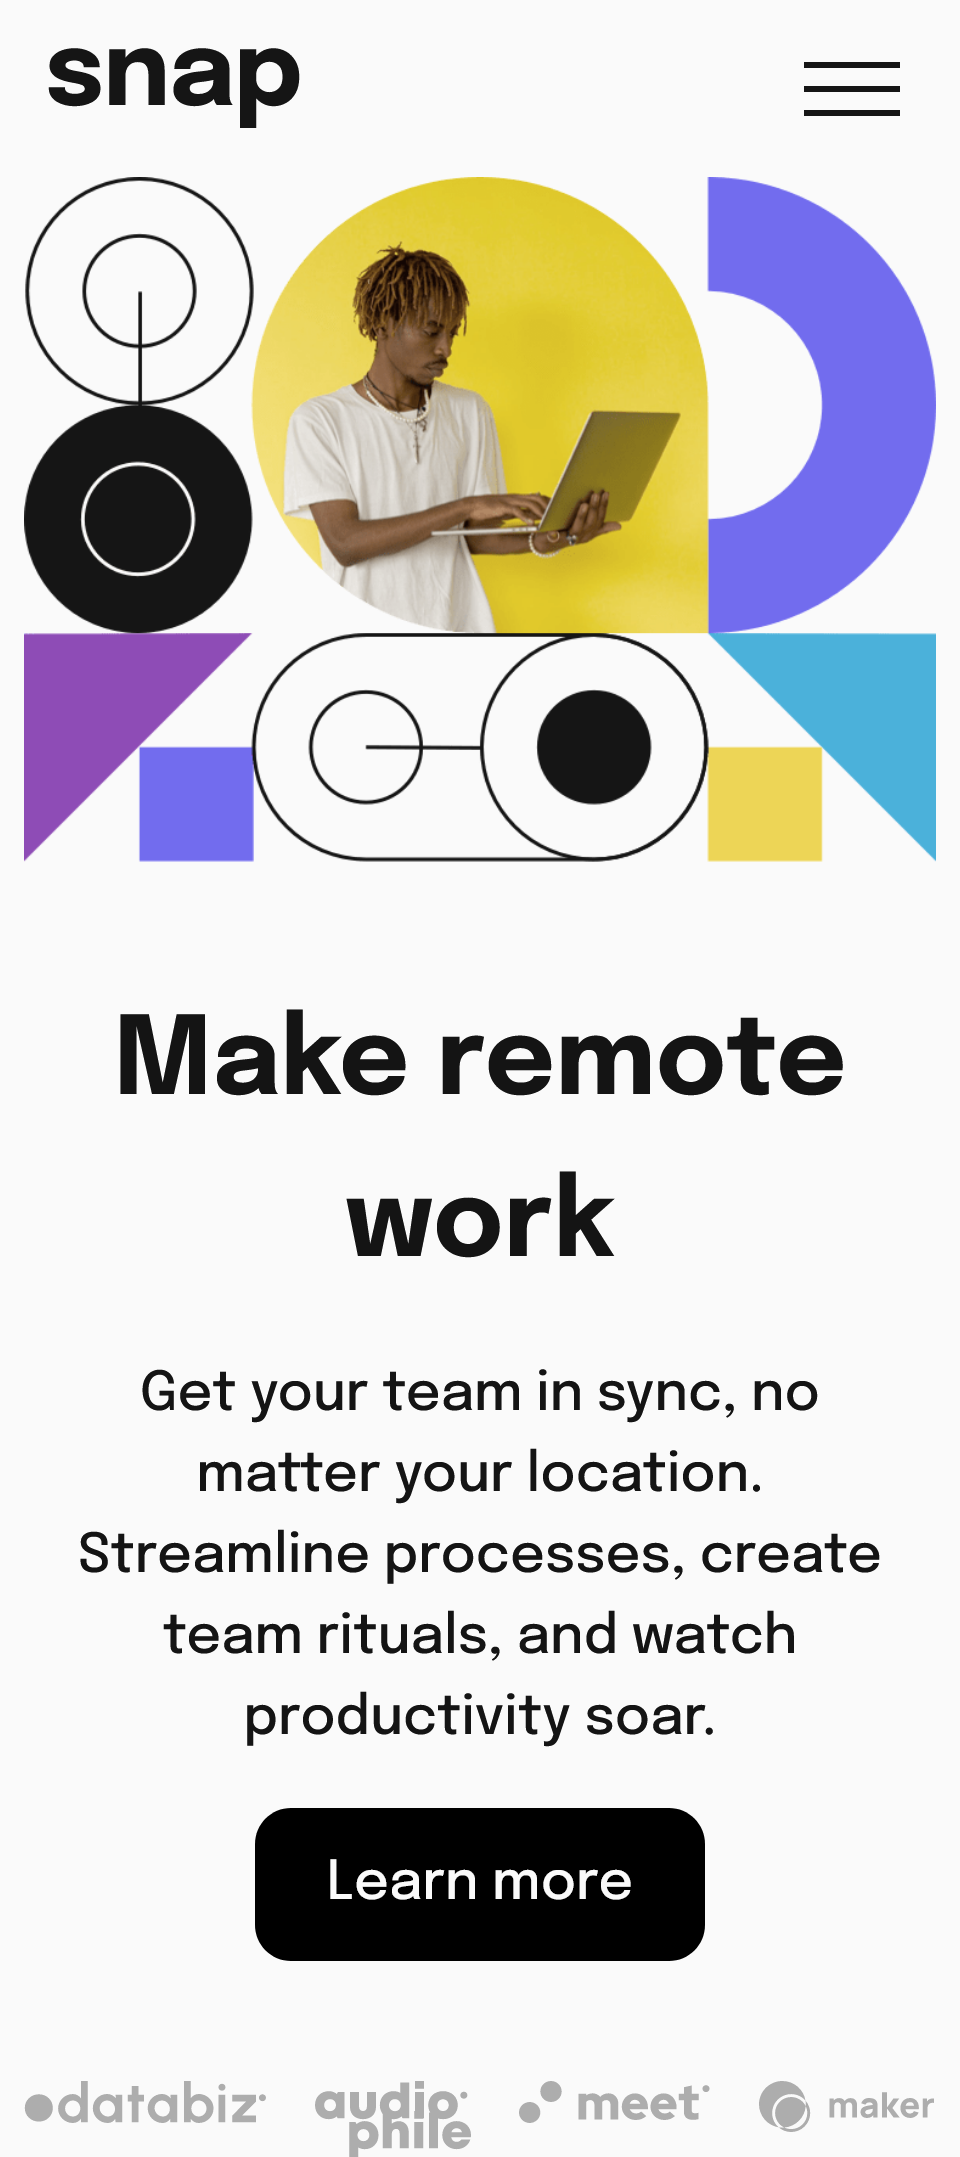 snap
Make remote
work
Get your team in sync, no
matter your location.
Streamline processes, create
team rituals, and watch
productivity soar.
Learn more
databiz audio meet maker
phile